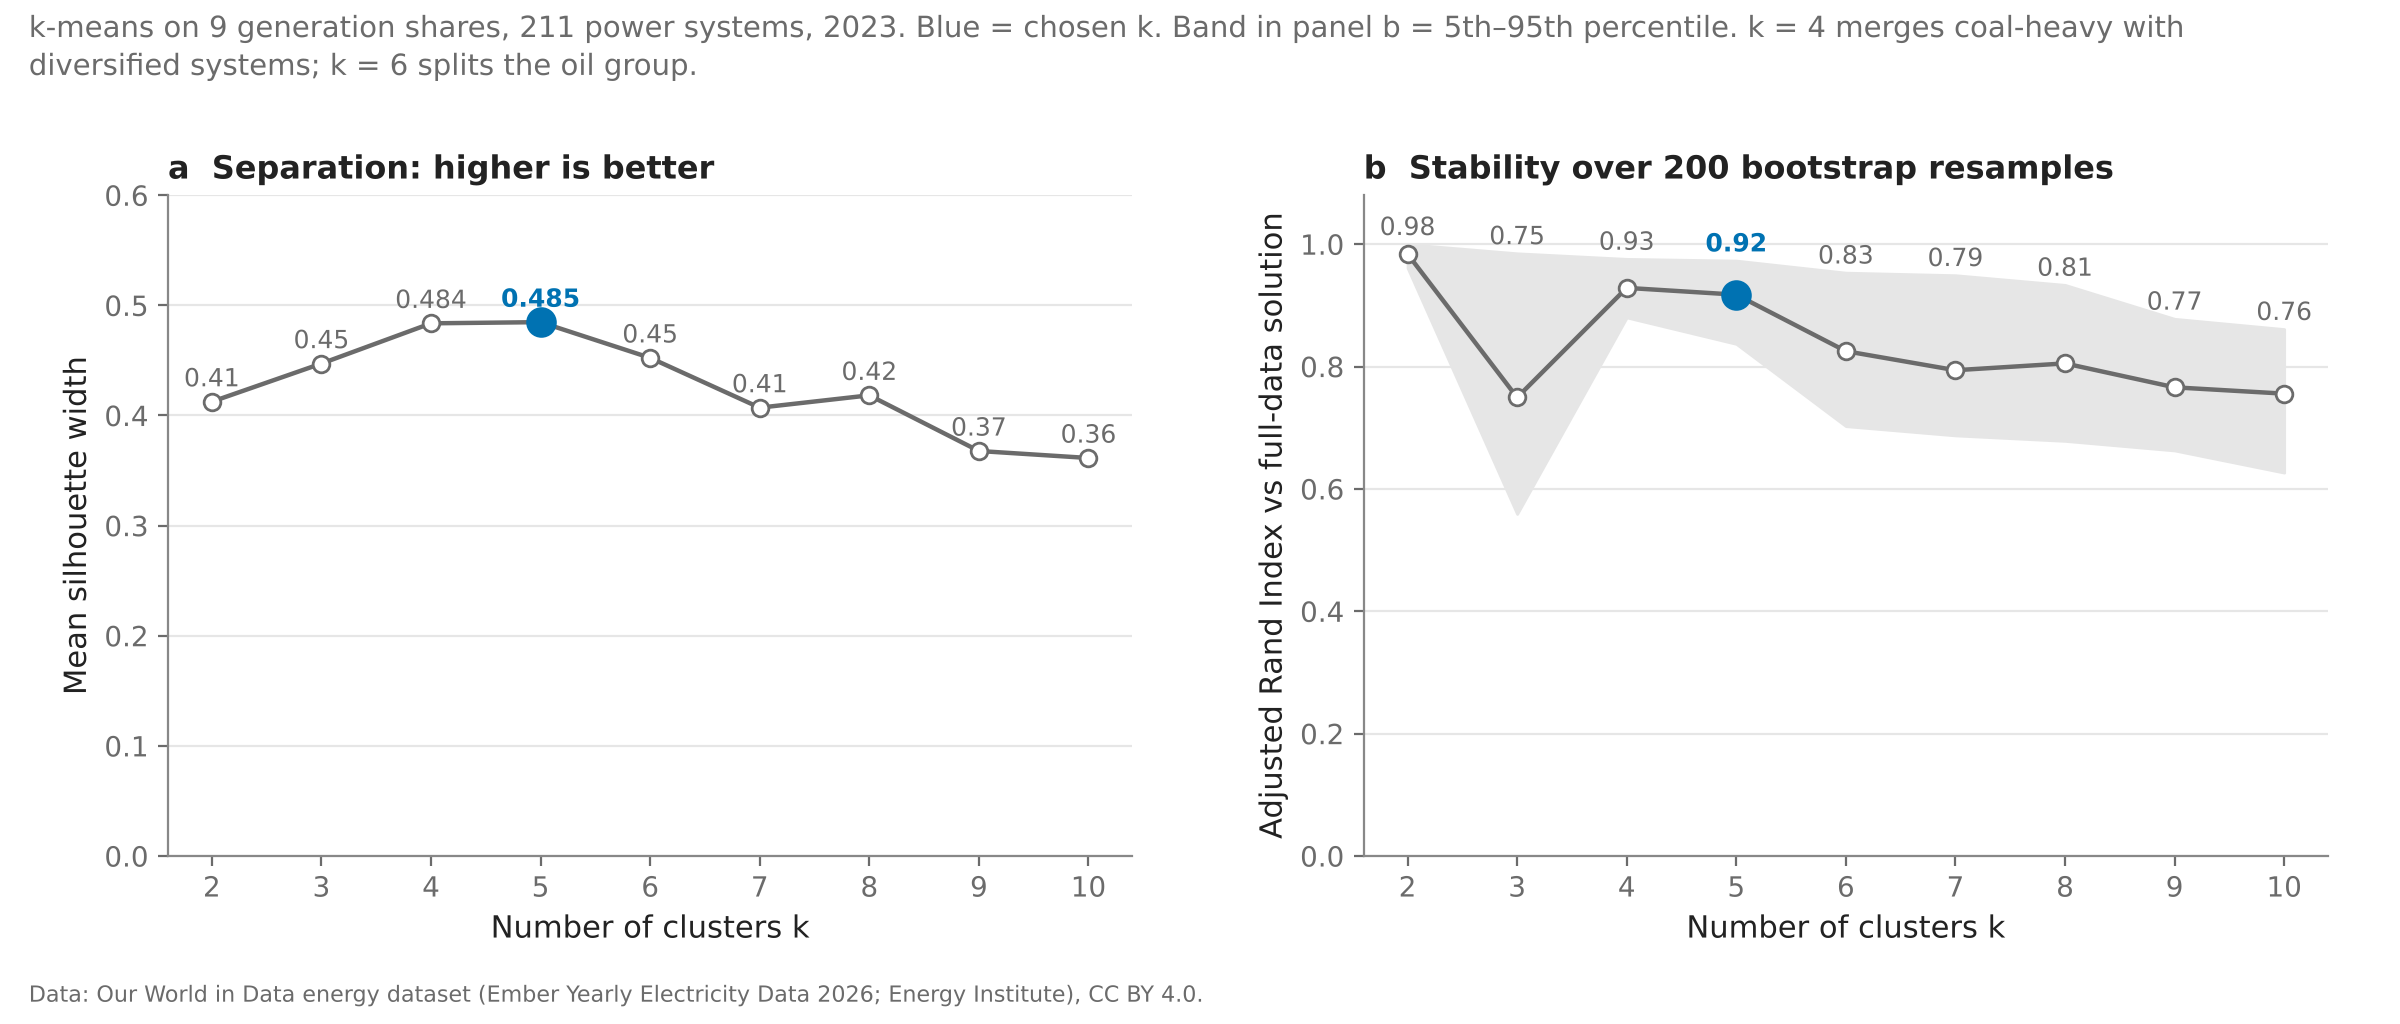 k-means on 9 generation shares, 211 power systems, 2023. Blue = chosen k. Band in panel b = 5th–95th percentile. k = 4 merges coal-heavy with
diversified systems; k = 6 splits the oil group.
a Separation: higher is better
Mean silhouette width
0.6
0.5
0.4
0.3
0.2
0.1
0.0
0.41
0.45
0.484
0.485
0.45
0.41
0.42
0.37
0.36
2 3 4 5 6 7 8 9 10
Number of clusters k
b Stability over 200 bootstrap resamples
Adjusted Rand Index vs full-data solution
1.0
0.8
0.6
0.4
0.2
0.0
0.98
0.75
0.93
0.92
0.83
0.79
0.81
0.77
0.76
2 3 4 5 6 7 8 9 10
Number of clusters k
Data: Our World in Data energy dataset (Ember Yearly Electricity Data 2026; Energy Institute), CC BY 4.0.